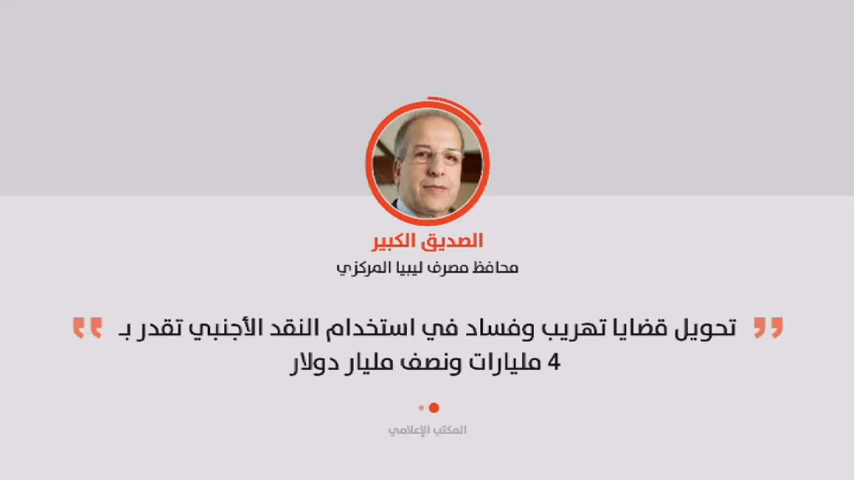 الصديق الكبير
محافظ مصرف ليبيا المركزي
تحويل قضايا تهريب وفساد في استخدام النقد الأجنبي تقدر بـ
4 مليارات ونصف مليار دولار
المكتب الإعلامي